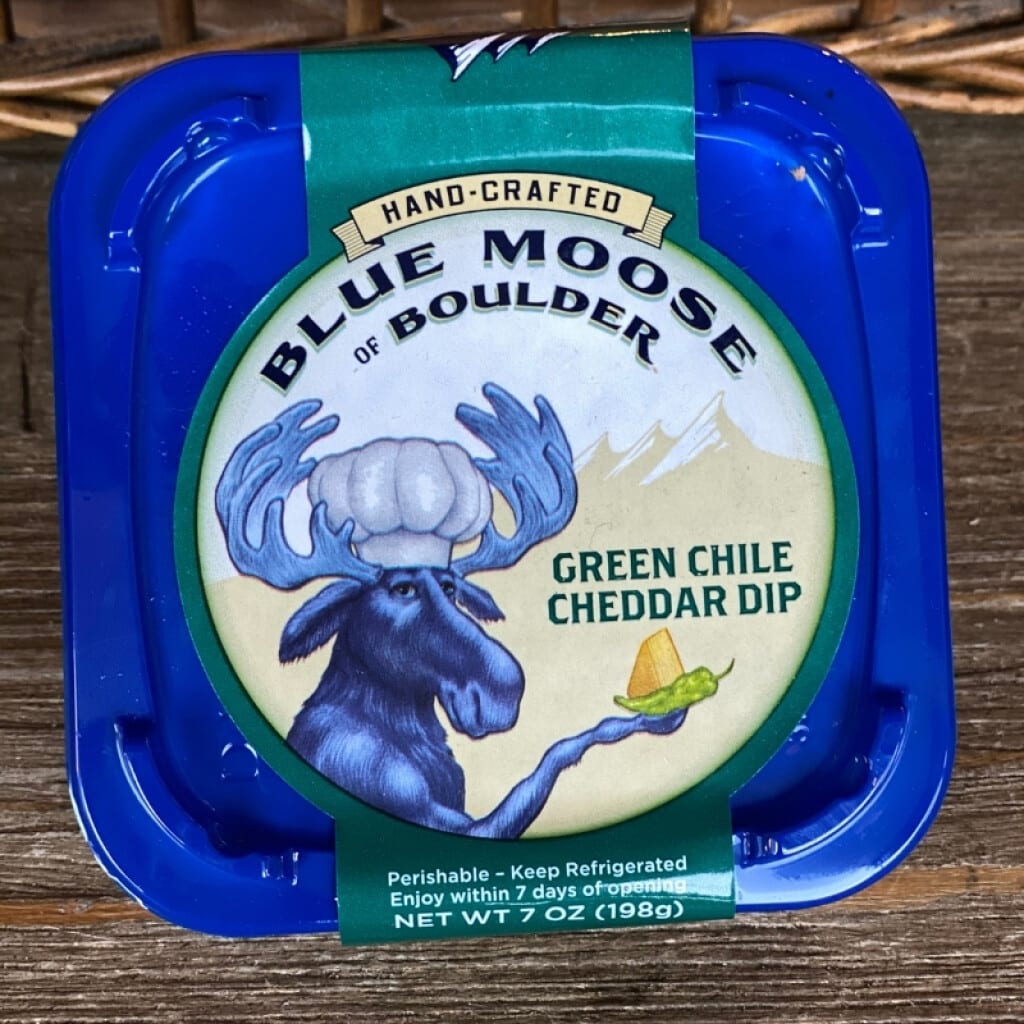 HAND-CRAFTED
BLUE MOOSE
OF BOULDER
GREEN CHILE
CHEDDAR DIP
Perishable – Keep Refrigerated
Enjoy within 7 days of opening
NET WT 7 OZ (198g)